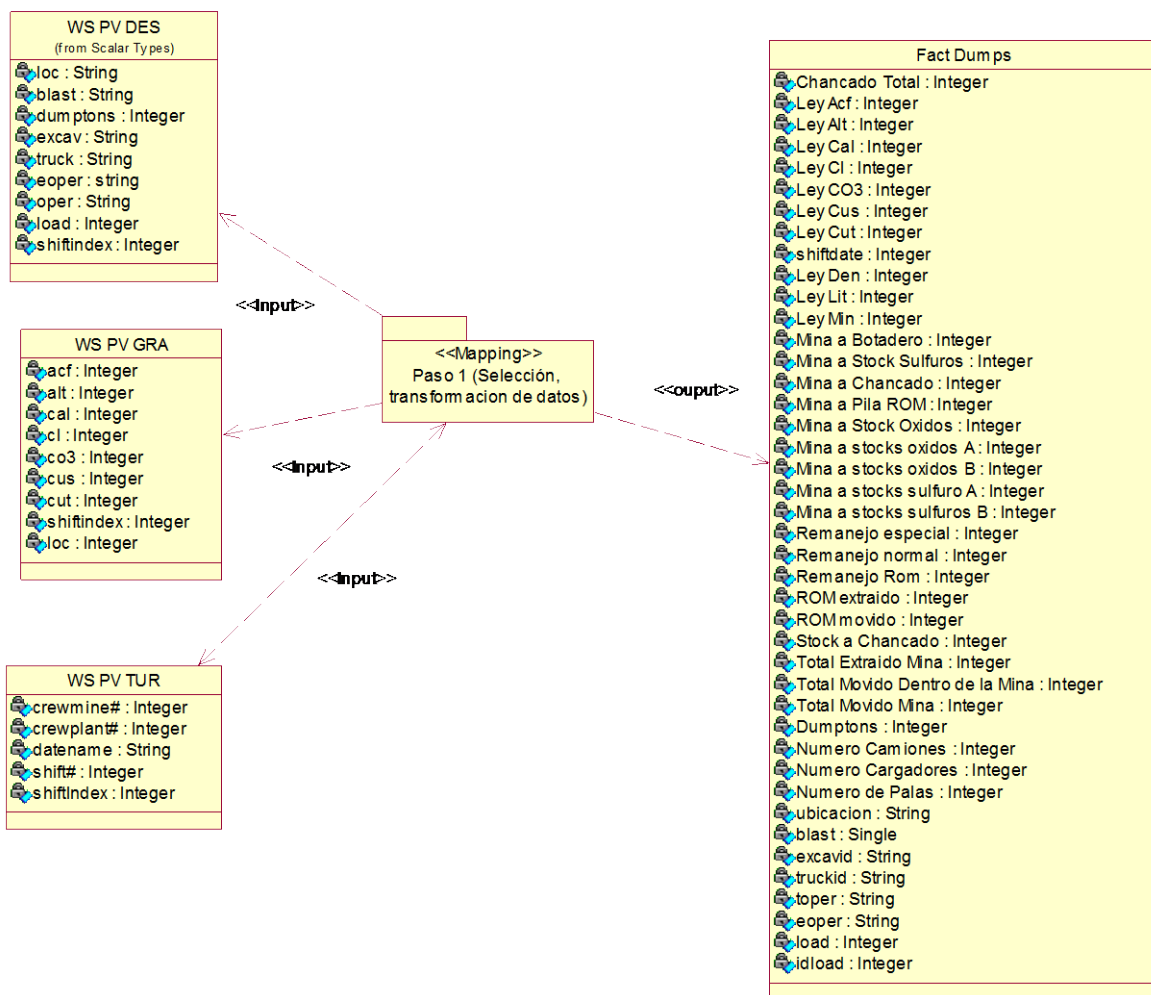 WS PV DES
(from Scalar Types)
loc : String
blast : String
dumptons : Integer
excav : String
truck : String
eoper : string
oper : String
load : Integer
shiftindex : Integer
<<Input>>
WS PV GRA
acf : Integer
alt : Integer
cal : Integer
cl : Integer
co3 : Integer
cus : Integer
cut : Integer
shiftindex : Integer
loc : Integer
<<Input>>
<<Input>>
WS PV TUR
crewmine# : Integer
crewplant# : Integer
datename : String
shift# : Integer
shiftIndex : Integer
<<Mapping>>
Paso 1 (Selección,
transformacion de datos)
<<ouput>>
Fact Dumps
Chancado Total : Integer
Ley Acf : Integer
Ley Alt : Integer
Ley Cal : Integer
Ley Cl : Integer
Ley CO3 : Integer
Ley Cus : Integer
Ley Cut : Integer
shiftdate : Integer
Ley Den : Integer
Ley Lit : Integer
Ley Min : Integer
Mina a Botadero : Integer
Mina a Stock Sulfuros : Integer
Mina a Chancado : Integer
Mina a Pila ROM : Integer
Mina a Stock Oxidos : Integer
Mina a stocks oxidos A : Integer
Mina a stocks oxidos B : Integer
Mina a stocks sulfuro A : Integer
Mina a stocks sulfuros B : Integer
Remanejo especial : Integer
Remanejo normal : Integer
Remanejo Rom : Integer
ROM extraido : Integer
ROM movido : Integer
Stock a Chancado : Integer
Total Extraido Mina : Integer
Total Movido Dentro de la Mina : Integer
Total Movido Mina : Integer
Dumptons : Integer
Numero Camiones : Integer
Numero Cargadores : Integer
Numero de Palas : Integer
ubicacion : String
blast : Single
excavid : String
truckid : String
toper : String
eoper : String
load : Integer
idload : Integer